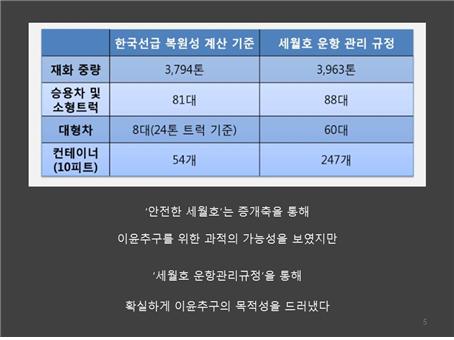 한국선급 복원성 계산 기준 세월호 운항 관리 규정
재화 중량 3,794톤 3,963톤
승용차 및
소형트럭 81대 88대
대형차 8대(24톤 트럭 기준) 60대
컨테이너
(10피트) 54개 247개
‘안전한 세월호’는 증개축을 통해
이윤추구를 위한 과적의 가능성을 보였지만
‘세월호 운항관리규정’을 통해
확실하게 이윤추구의 목적성을 드러냈다
5